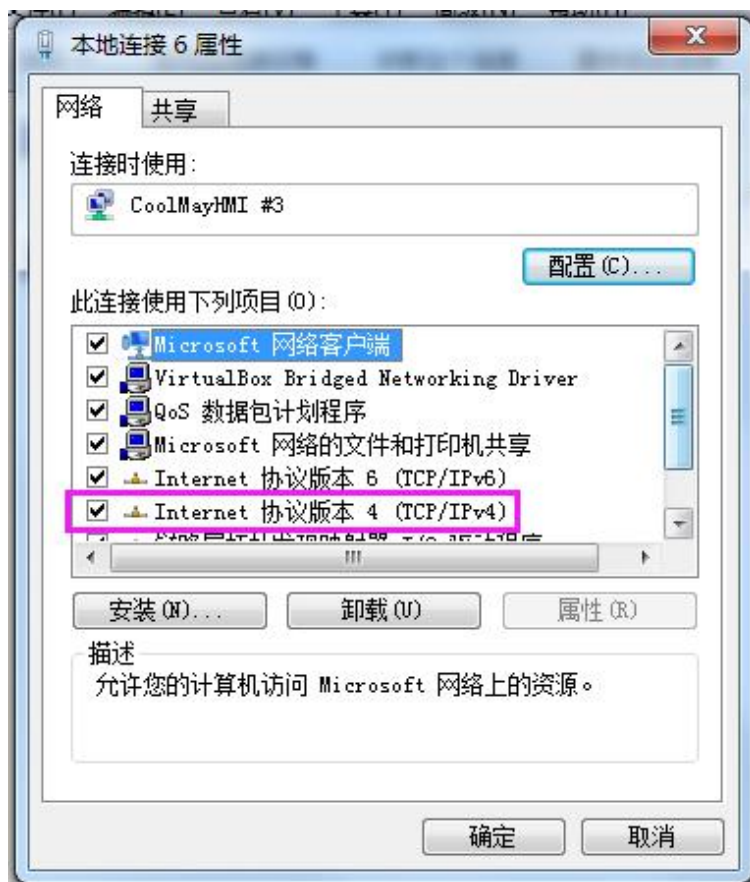 本地连接 6 属性
网络
共享
连接时使用:
CoolMayHMI #3
配置(C)...
此连接使用下列项目(O):
Microsoft 网络客户端
VirtualBox Bridged Networking Driver
QoS 数据包计划程序
Microsoft 网络的文件和打印机共享
Internet 协议版本 6 (TCP/IPv6)
Internet 协议版本 4 (TCP/IPv4)
安装(N)...
卸载(U)
属性(R)
描述
允许您的计算机访问 Microsoft 网络上的资源。
确定
取消